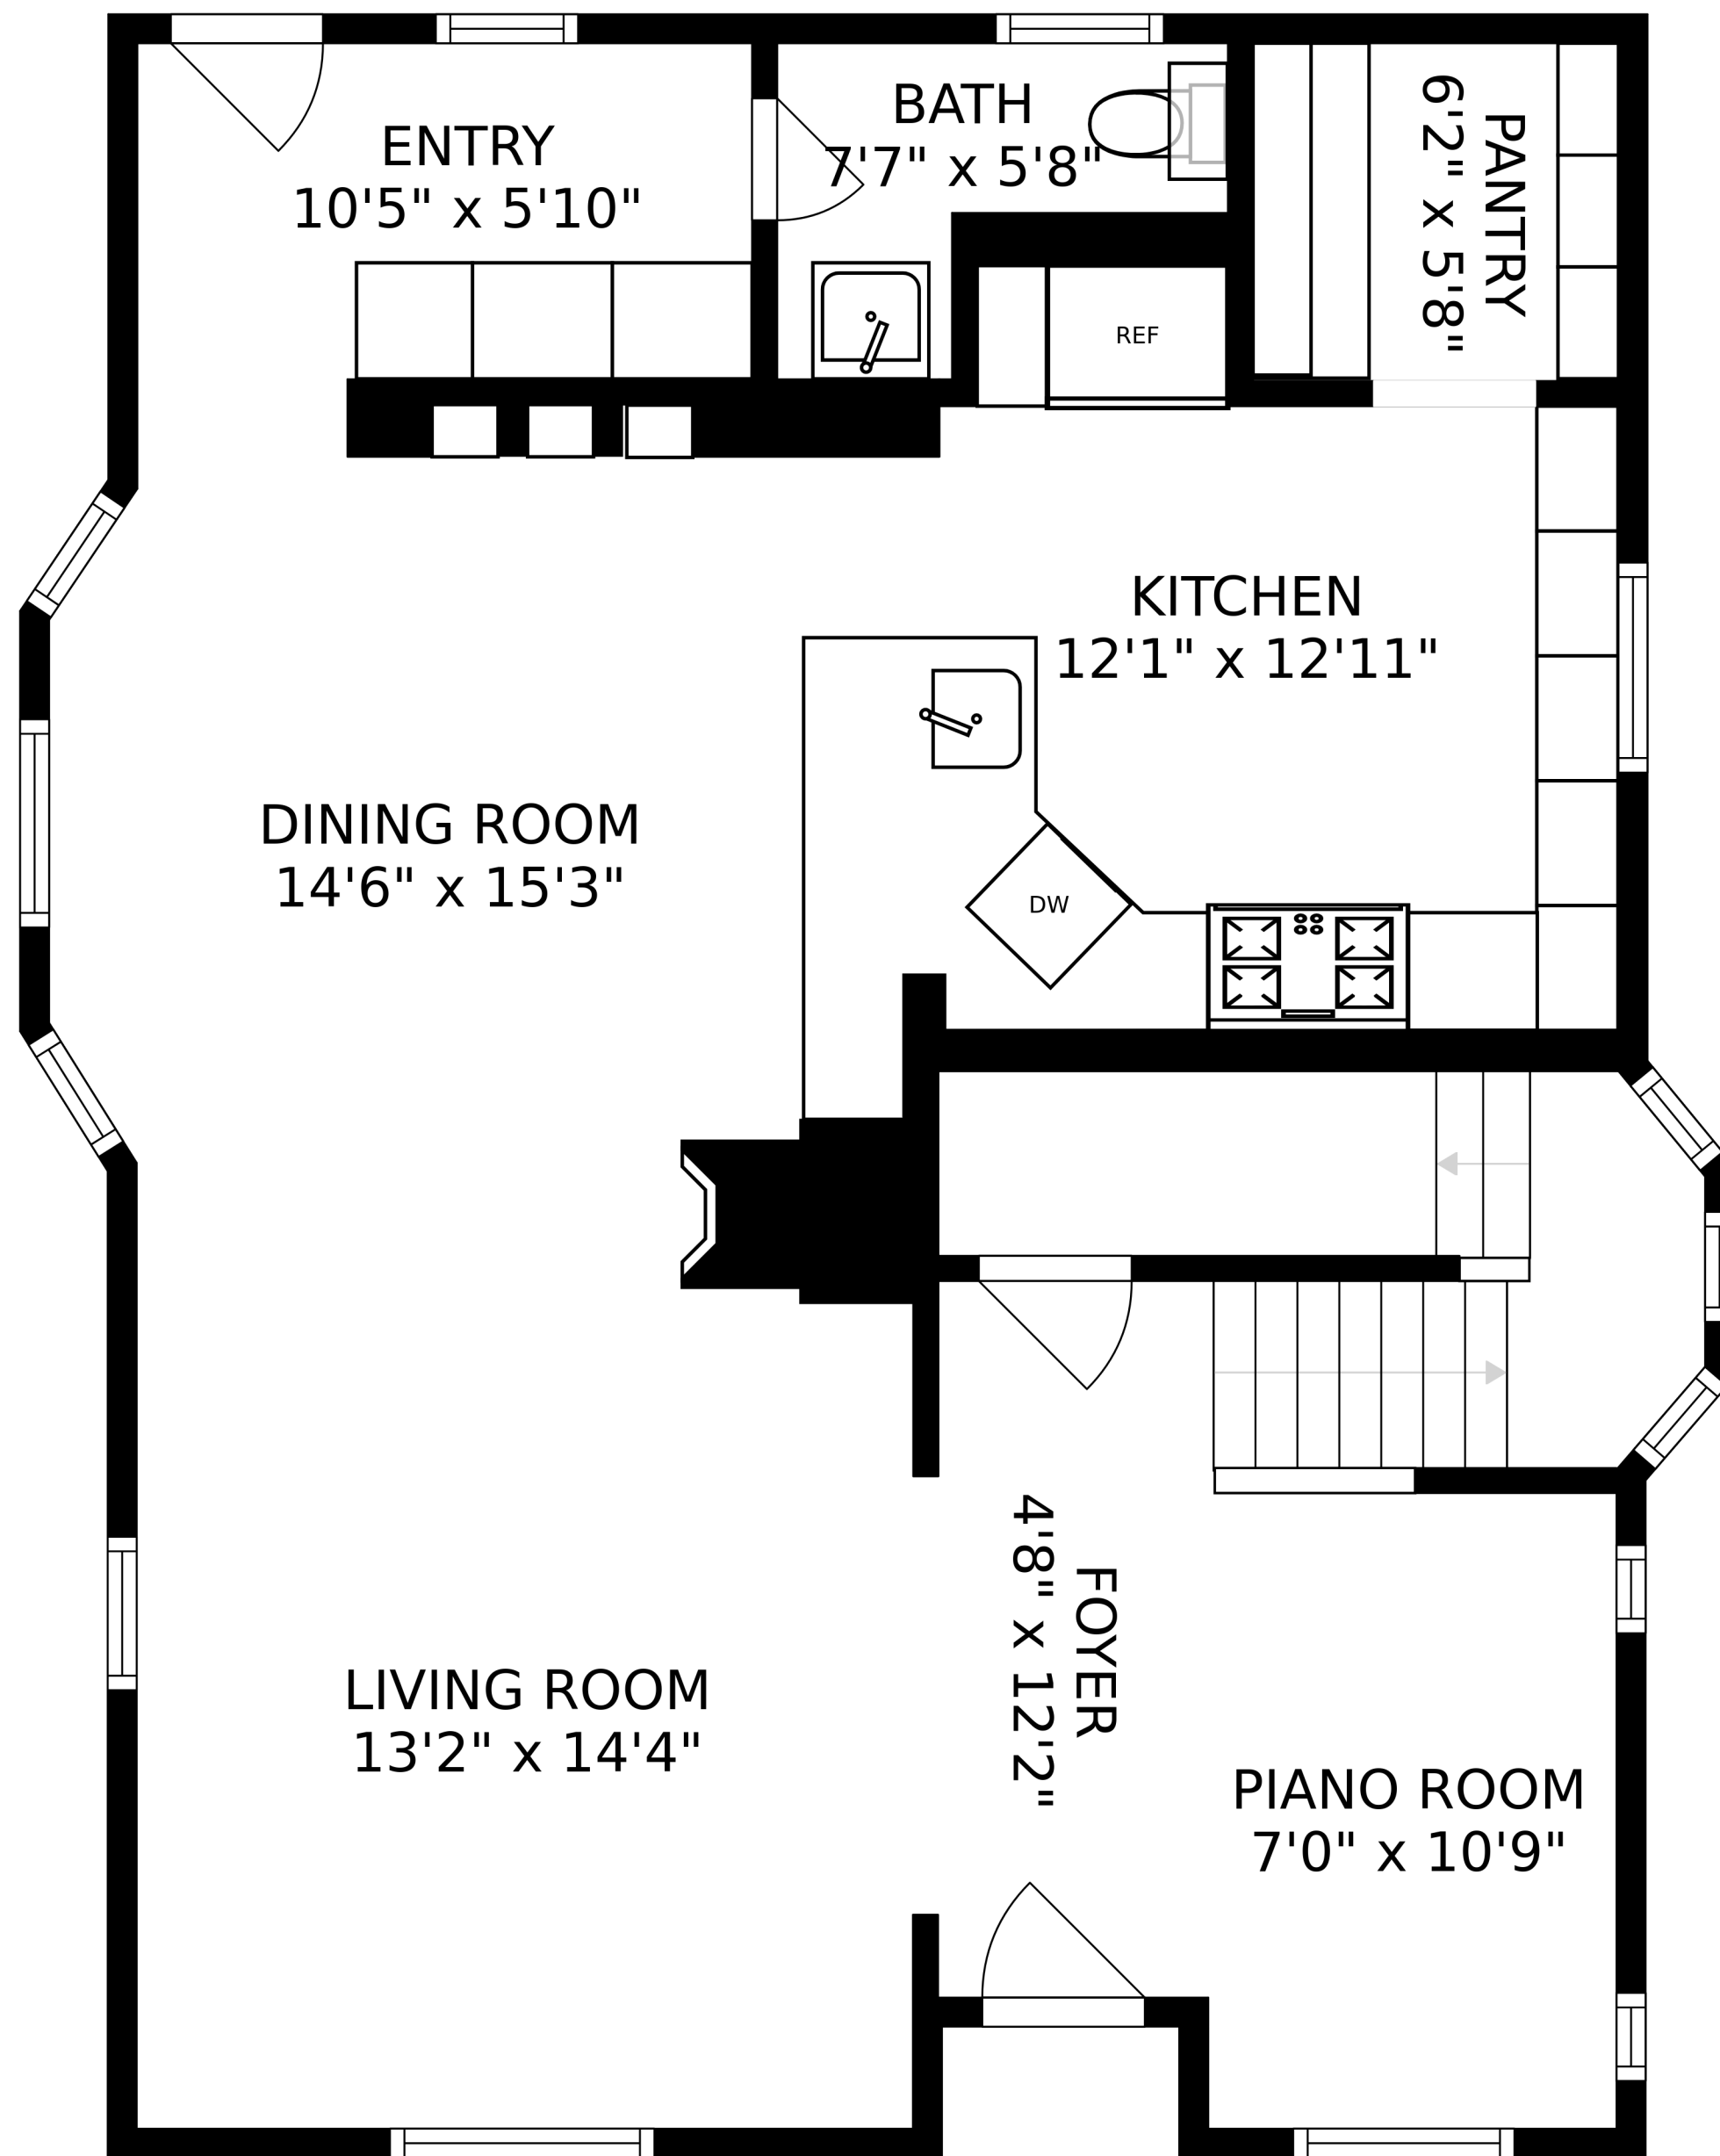 ENTRY
10'5" x 5'10"
BATH
7'7" x 5'8"
PANTRY
6'2" x 5'8"
REF
KITCHEN
12'1" x 12'11"
DINING ROOM
14'6" x 15'3"
DW
FOYER
4'8" x 12'2"
LIVING ROOM
13'2" x 14'4"
PIANO ROOM
7'0" x 10'9"